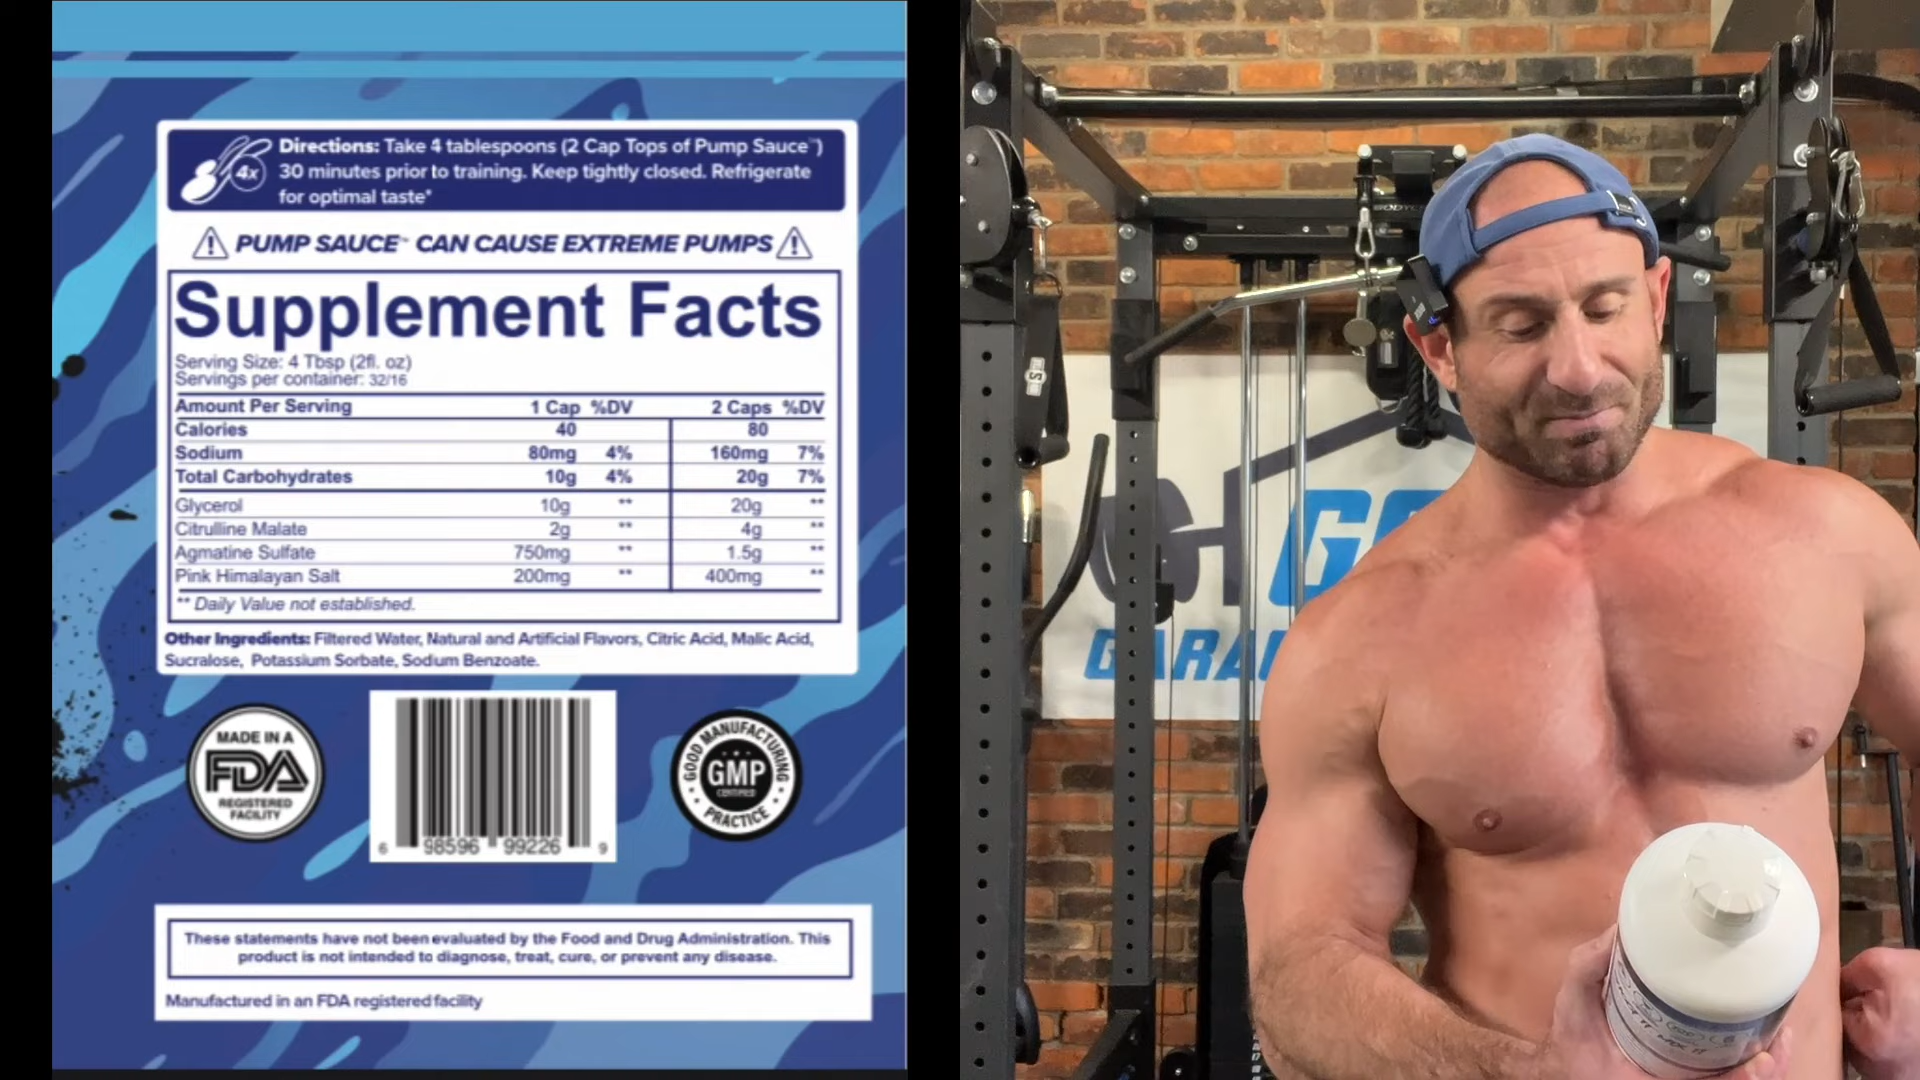 Directions: Take 4 tablespoons (2 Cap Tops of Pump Sauce™)
4x
30 minutes prior to training. Keep tightly closed. Refrigerate
for optimal taste*
PUMP SAUCE™ CAN CAUSE EXTREME PUMPS
Supplement Facts
Serving Size: 4 Tbsp (2fl. oz)
Servings per container: 32/16
Amount Per Serving 1 Cap %DV 2 Caps %DV
Calories 40 80
Sodium 80mg 4% 160mg 7%
Total Carbohydrates 10g 4% 20g 7%
Glycerol 10g ** 20g **
Citrulline Malate 2g ** 4g **
Agmatine Sulfate 750mg ** 1.5g **
Pink Himalayan Salt 200mg ** 400mg **
** Daily Value not established.
Other Ingredients: Filtered Water, Natural and Artificial Flavors, Citric Acid, Malic Acid,
Sucralose, Potassium Sorbate, Sodium Benzoate.
MADE IN A
FDA
REGISTERED
FACILITY
6 98596 99226 9
GOOD MANUFACTURING
GMP
CERTIFIED
PRACTICE
These statements have not been evaluated by the Food and Drug Administration. This
product is not intended to diagnose, treat, cure, or prevent any disease.
Manufactured in an FDA registered facility